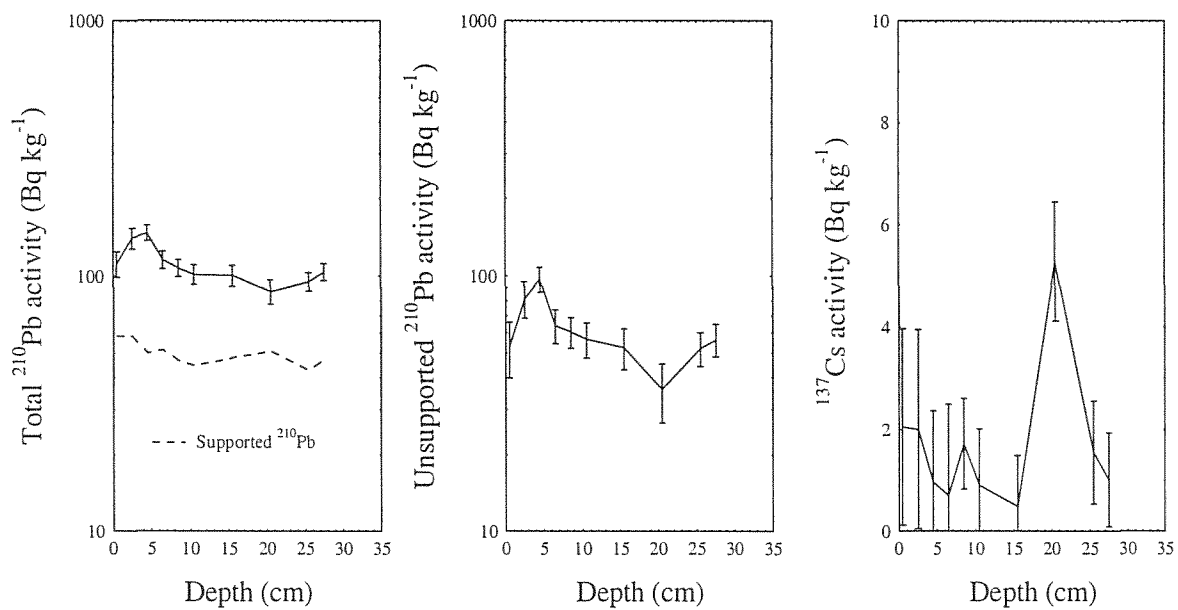 Total ²¹⁰Pb activity (Bq kg⁻¹)
1000
100
10
--- Supported ²¹⁰Pb
0 5 10 15 20 25 30 35
Depth (cm)
Unsupported ²¹⁰Pb activity (Bq kg⁻¹)
1000
100
10
0 5 10 15 20 25 30 35
Depth (cm)
¹³⁷Cs activity (Bq kg⁻¹)
10
8
6
4
2
0
0 5 10 15 20 25 30 35
Depth (cm)